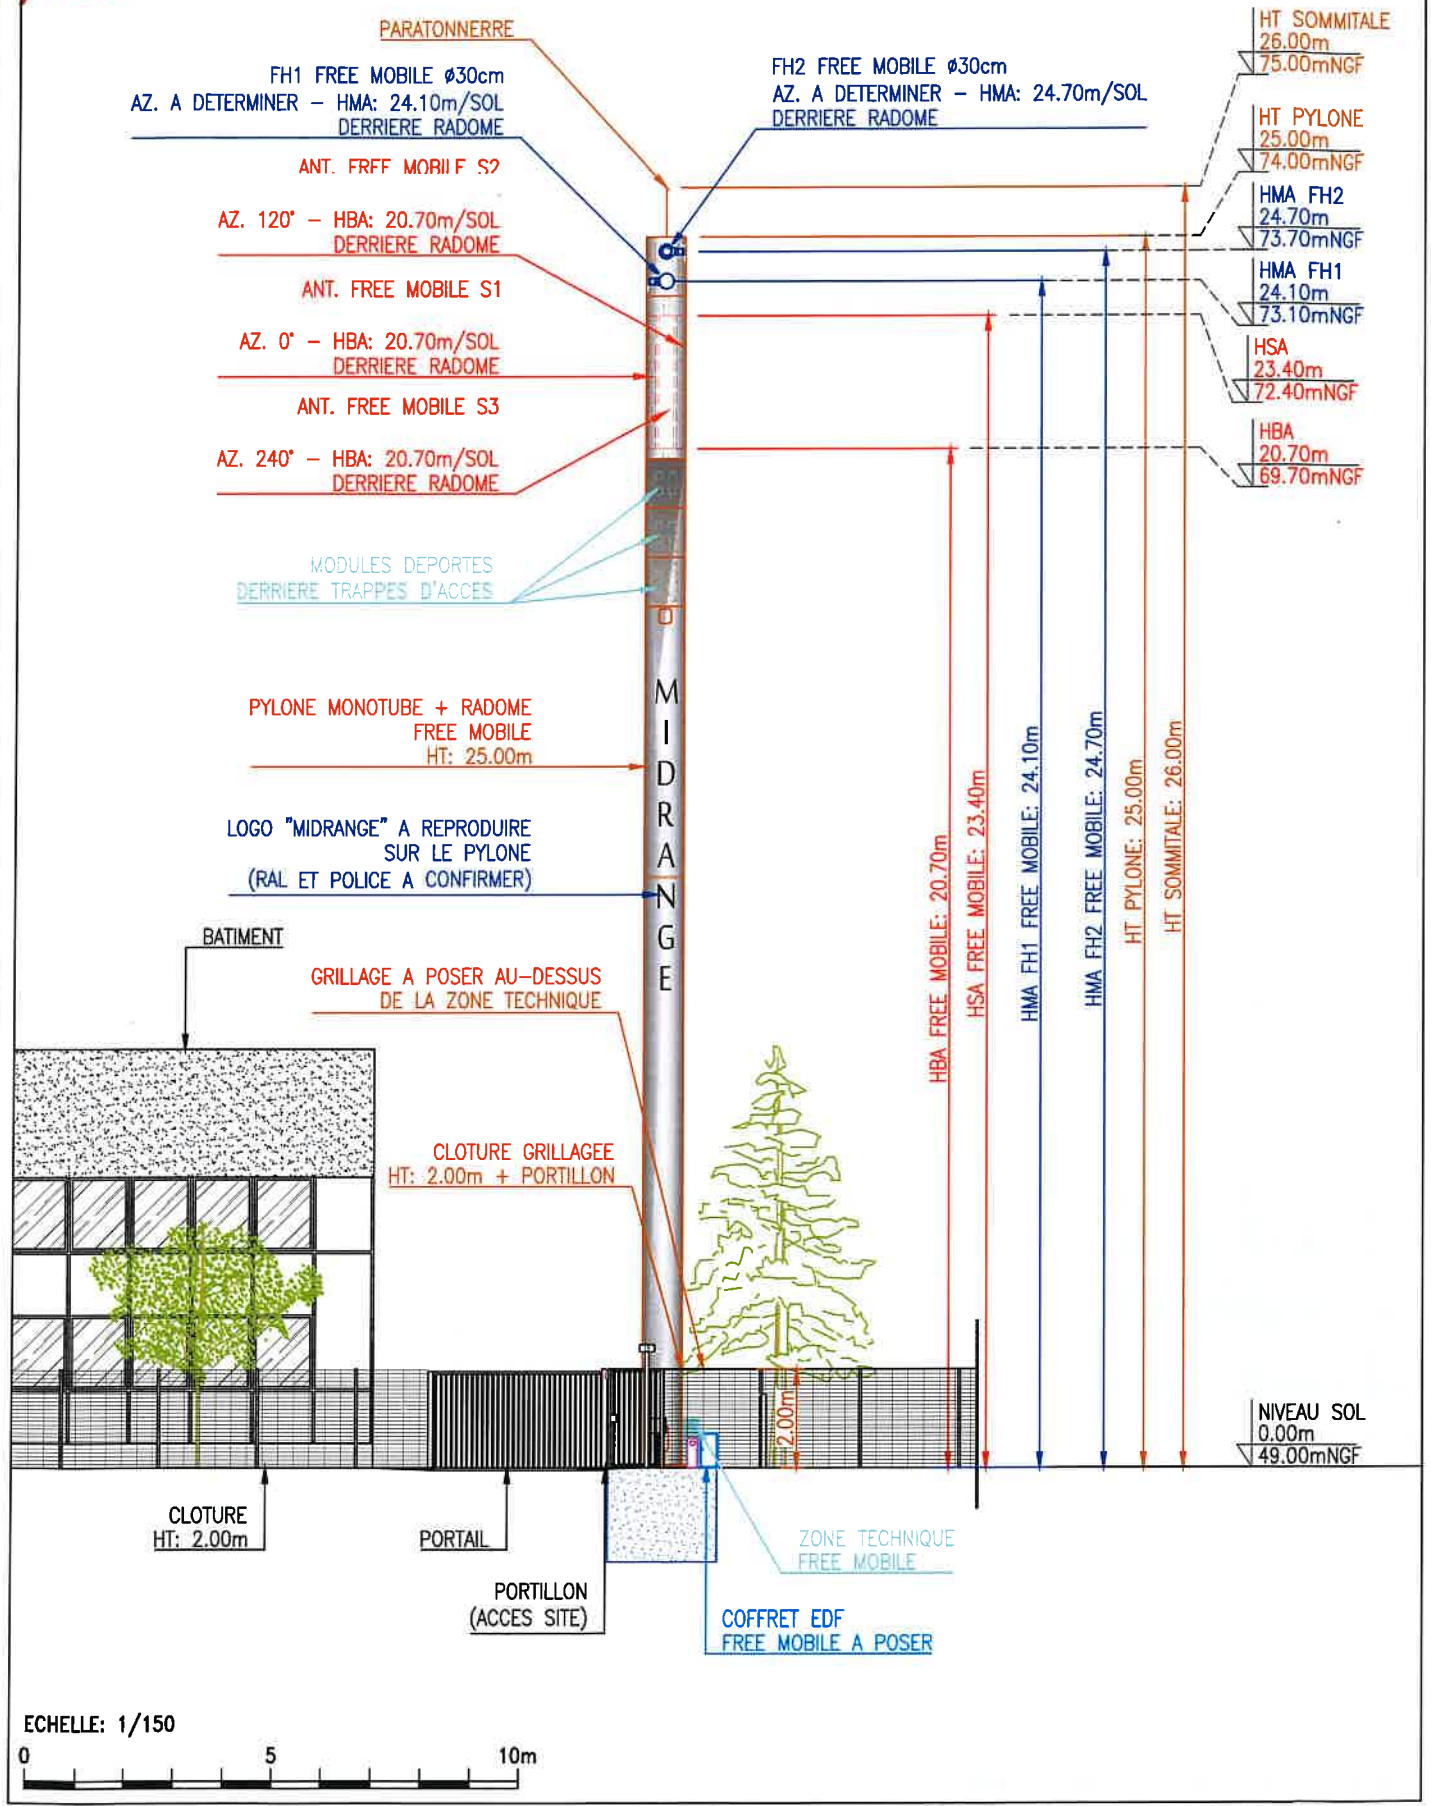 PARATONNERRE
FH1 FREE MOBILE ø30cm
AZ. A DETERMINER – HMA: 24.10m/SOL
DERRIERE RADOME
FH2 FREE MOBILE ø30cm
AZ. A DETERMINER – HMA: 24.70m/SOL
DERRIERE RADOME
ANT. FREE MOBILE S2
AZ. 120° – HBA: 20.70m/SOL
DERRIERE RADOME
ANT. FREE MOBILE S1
AZ. 0° – HBA: 20.70m/SOL
DERRIERE RADOME
ANT. FREE MOBILE S3
AZ. 240° – HBA: 20.70m/SOL
DERRIERE RADOME
MODULES DEPORTES
DERRIERE TRAPPES D'ACCES
PYLONE MONOTUBE + RADOME
FREE MOBILE
HT: 25.00m
LOGO "MIDRANGE" A REPRODUIRE
SUR LE PYLONE
(RAL ET POLICE A CONFIRMER)
MIDRANGE
BATIMENT
GRILLAGE A POSER AU-DESSUS
DE LA ZONE TECHNIQUE
CLOTURE GRILLAGEE
HT: 2.00m + PORTILLON
HT SOMMITALE
26.00m
75.00mNGF
HT PYLONE
25.00m
74.00mNGF
HMA FH2
24.70m
73.70mNGF
HMA FH1
24.10m
73.10mNGF
HSA
23.40m
72.40mNGF
HBA
20.70m
69.70mNGF
HBA FREE MOBILE: 20.70m
HSA FREE MOBILE: 23.40m
HMA FH1 FREE MOBILE: 24.10m
HMA FH2 FREE MOBILE: 24.70m
HT PYLONE: 25.00m
HT SOMMITALE: 26.00m
2.00m
NIVEAU SOL
0.00m
49.00mNGF
CLOTURE
HT: 2.00m
PORTAIL
PORTILLON
(ACCES SITE)
ZONE TECHNIQUE
FREE MOBILE
COFFRET EDF
FREE MOBILE A POSER
ECHELLE: 1/150
0 5 10m